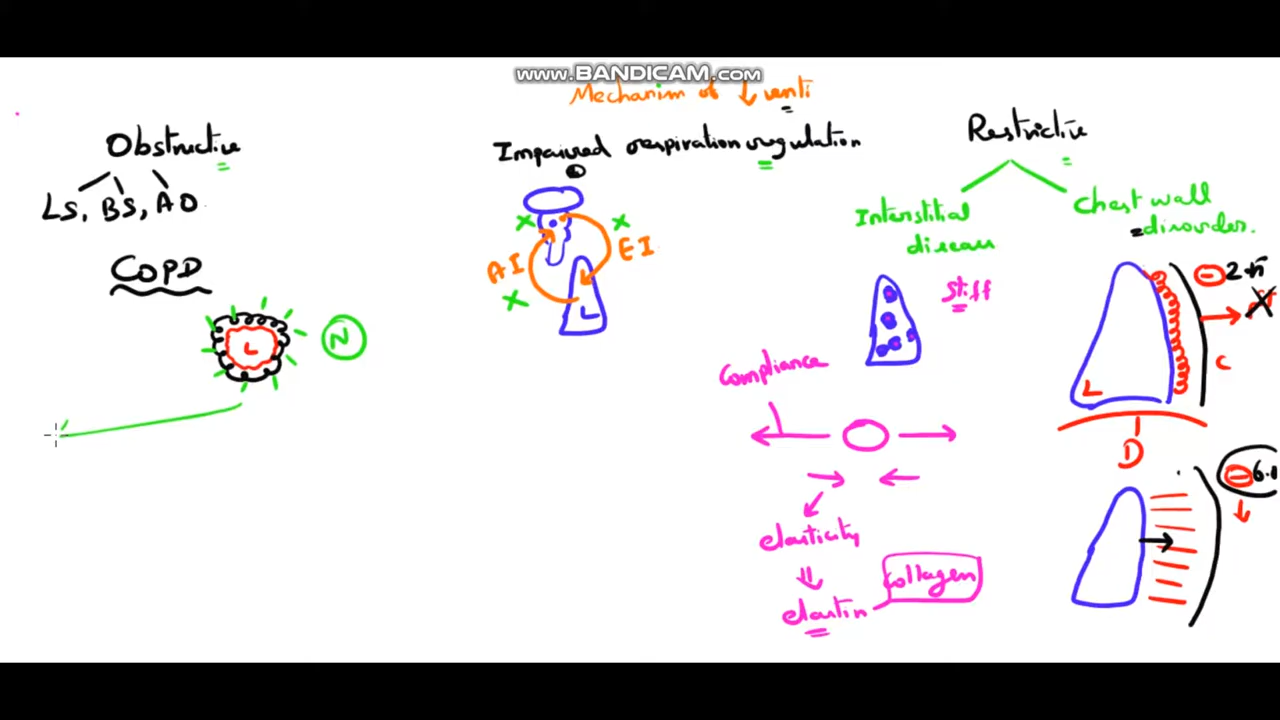 www.BANDICAM.com
Mechanism of ↓ venti
Obstructive
LS, BS, AO
COPD
L
N
Impaired respiration regulation
AI
EI
L
Restrictive
Interstitial
disease
Stiff
Chest wall
disorder.
Compliance
elasticity
elastin
Collagen
2
L
C
D